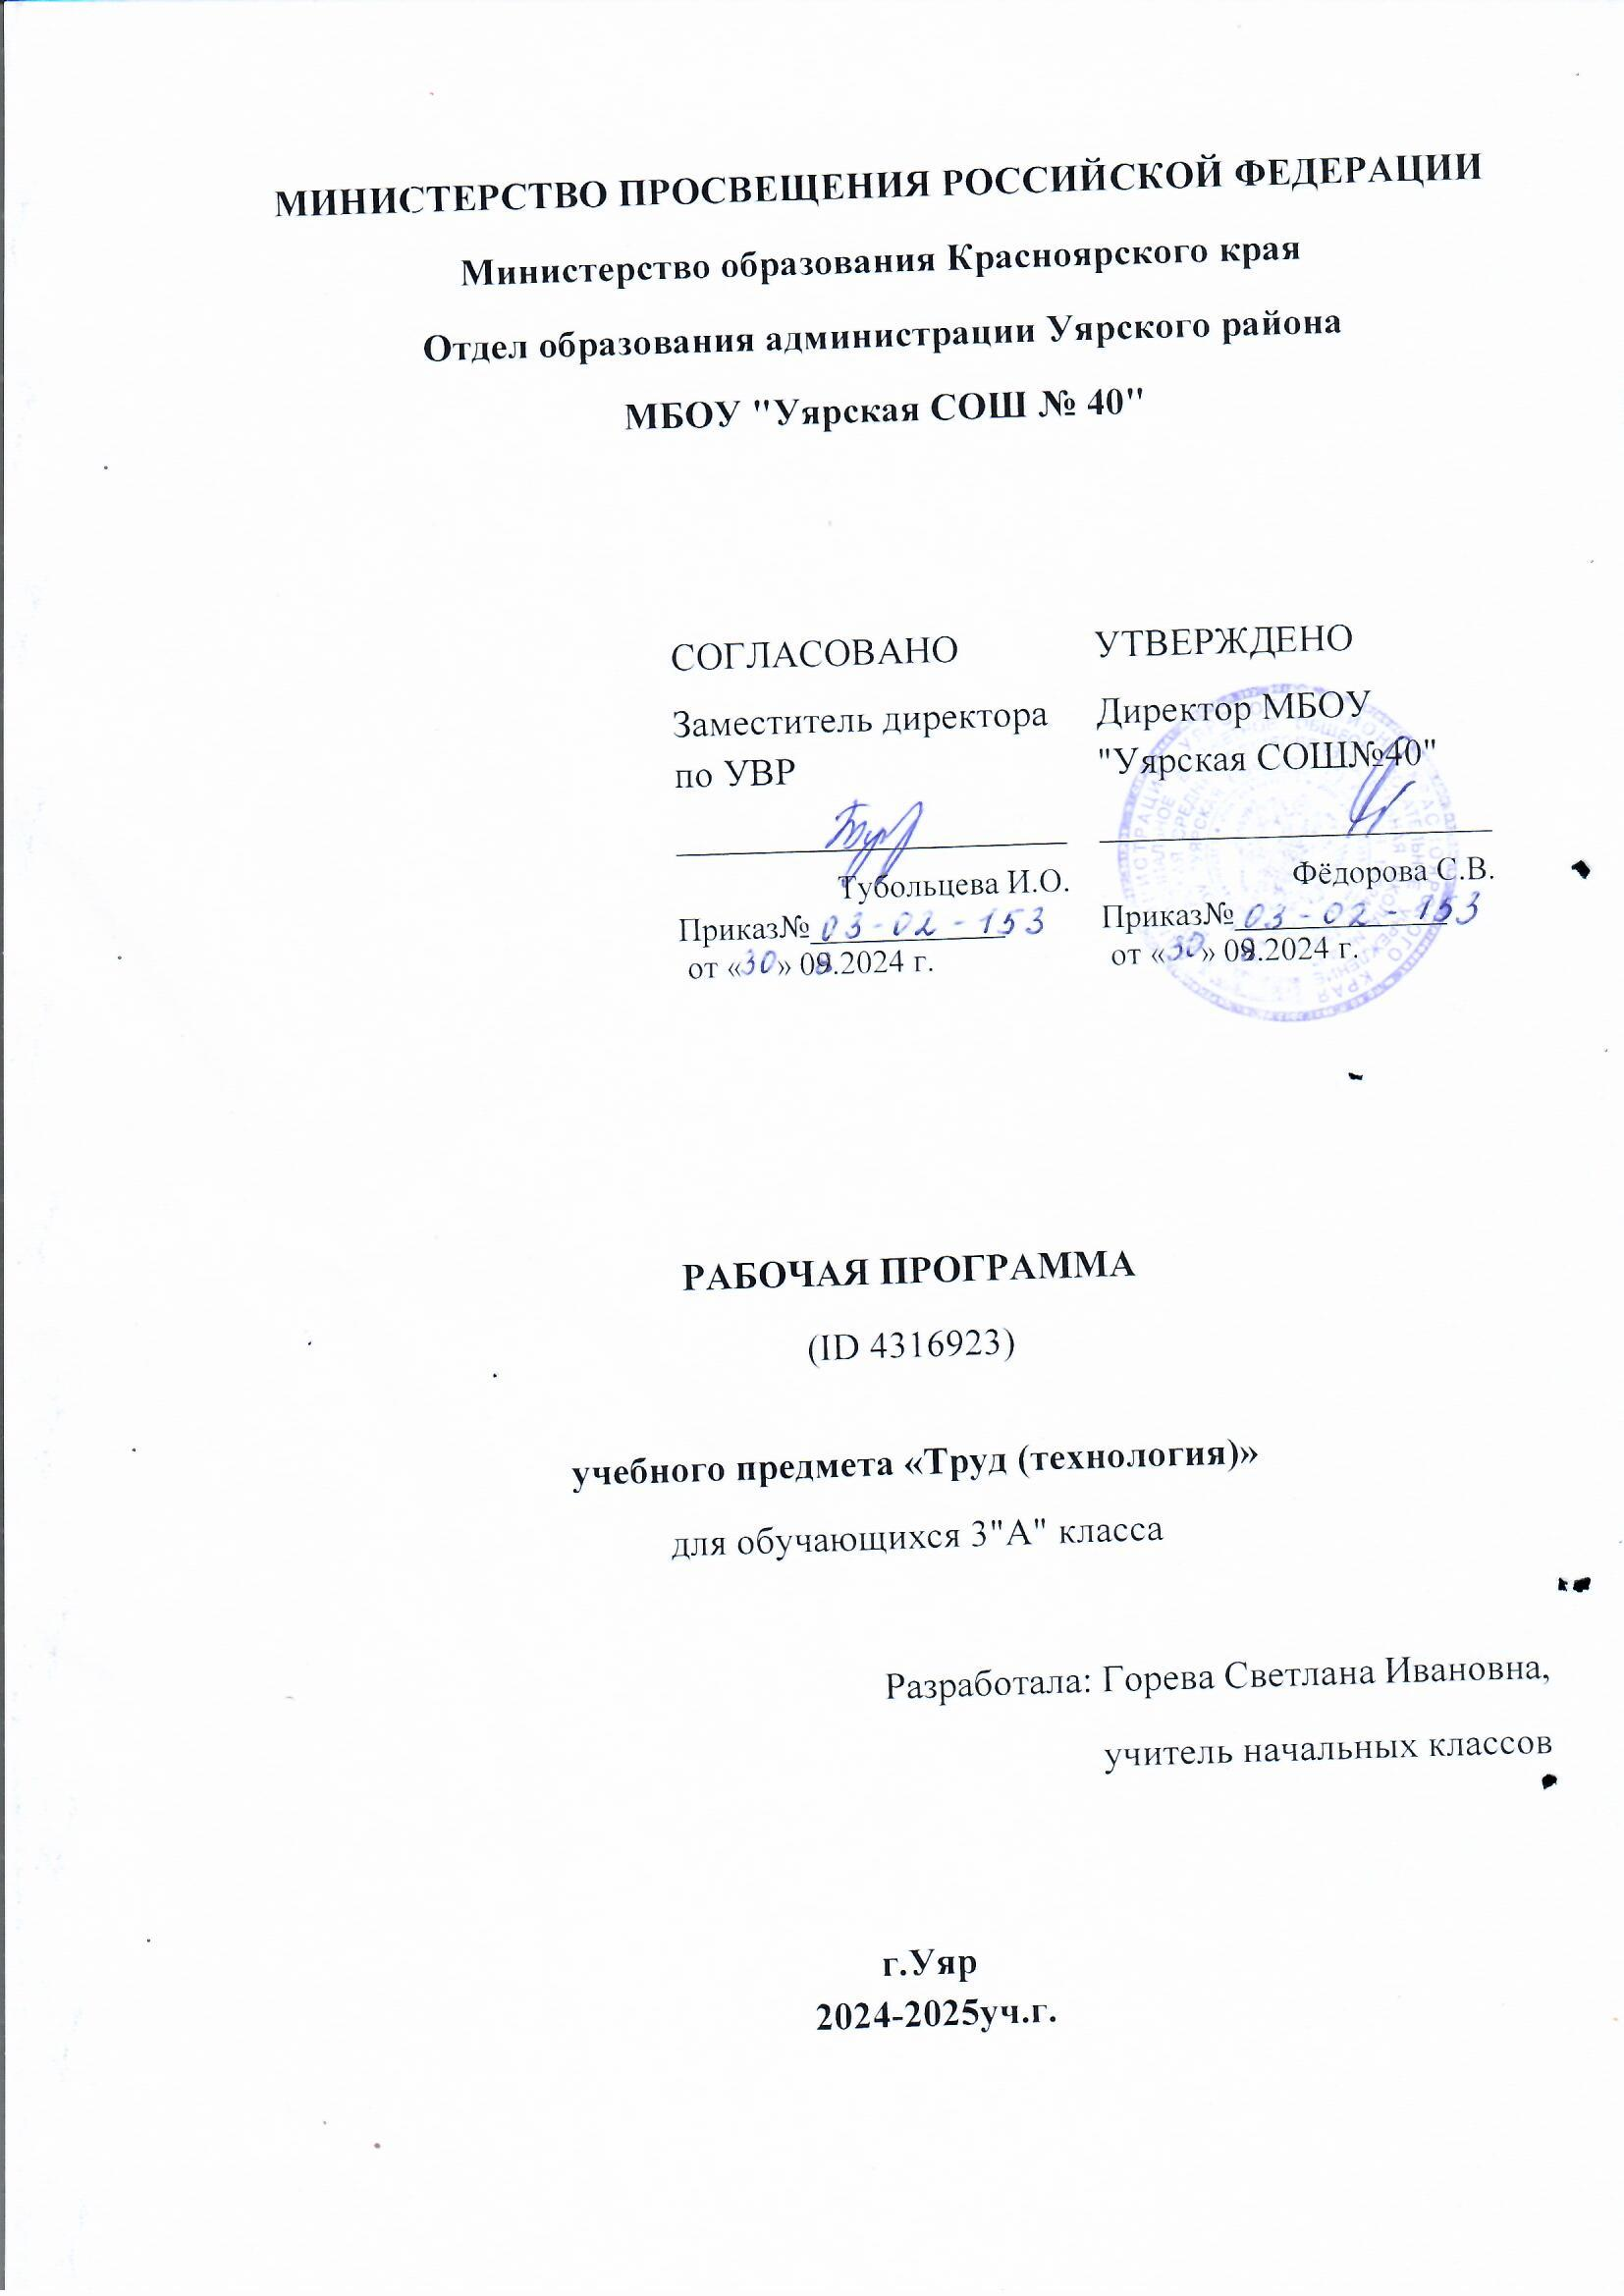 МИНИСТЕРСТВО ПРОСВЕЩЕНИЯ РОССИЙСКОЙ ФЕДЕРАЦИИ
Министерство образования Красноярского края
Отдел образования администрации Уярского района
МБОУ "Уярская СОШ № 40"
СОГЛАСОВАНО
Заместитель директора
по УВР
Тубольцева И.О.
Приказ№ 03-02-153
от «30» 08.2024 г.
УТВЕРЖДЕНО
Директор МБОУ
"Уярская СОШ№40"
Фёдорова С.В.
Приказ№ 03-02-153
от «30» 08.2024 г.
РАБОЧАЯ ПРОГРАММА
(ID 4316923)
учебного предмета «Труд (технология)»
для обучающихся 3"А" класса
Разработала: Горева Светлана Ивановна,
учитель начальных классов
г.Уяр
2024-2025уч.г.